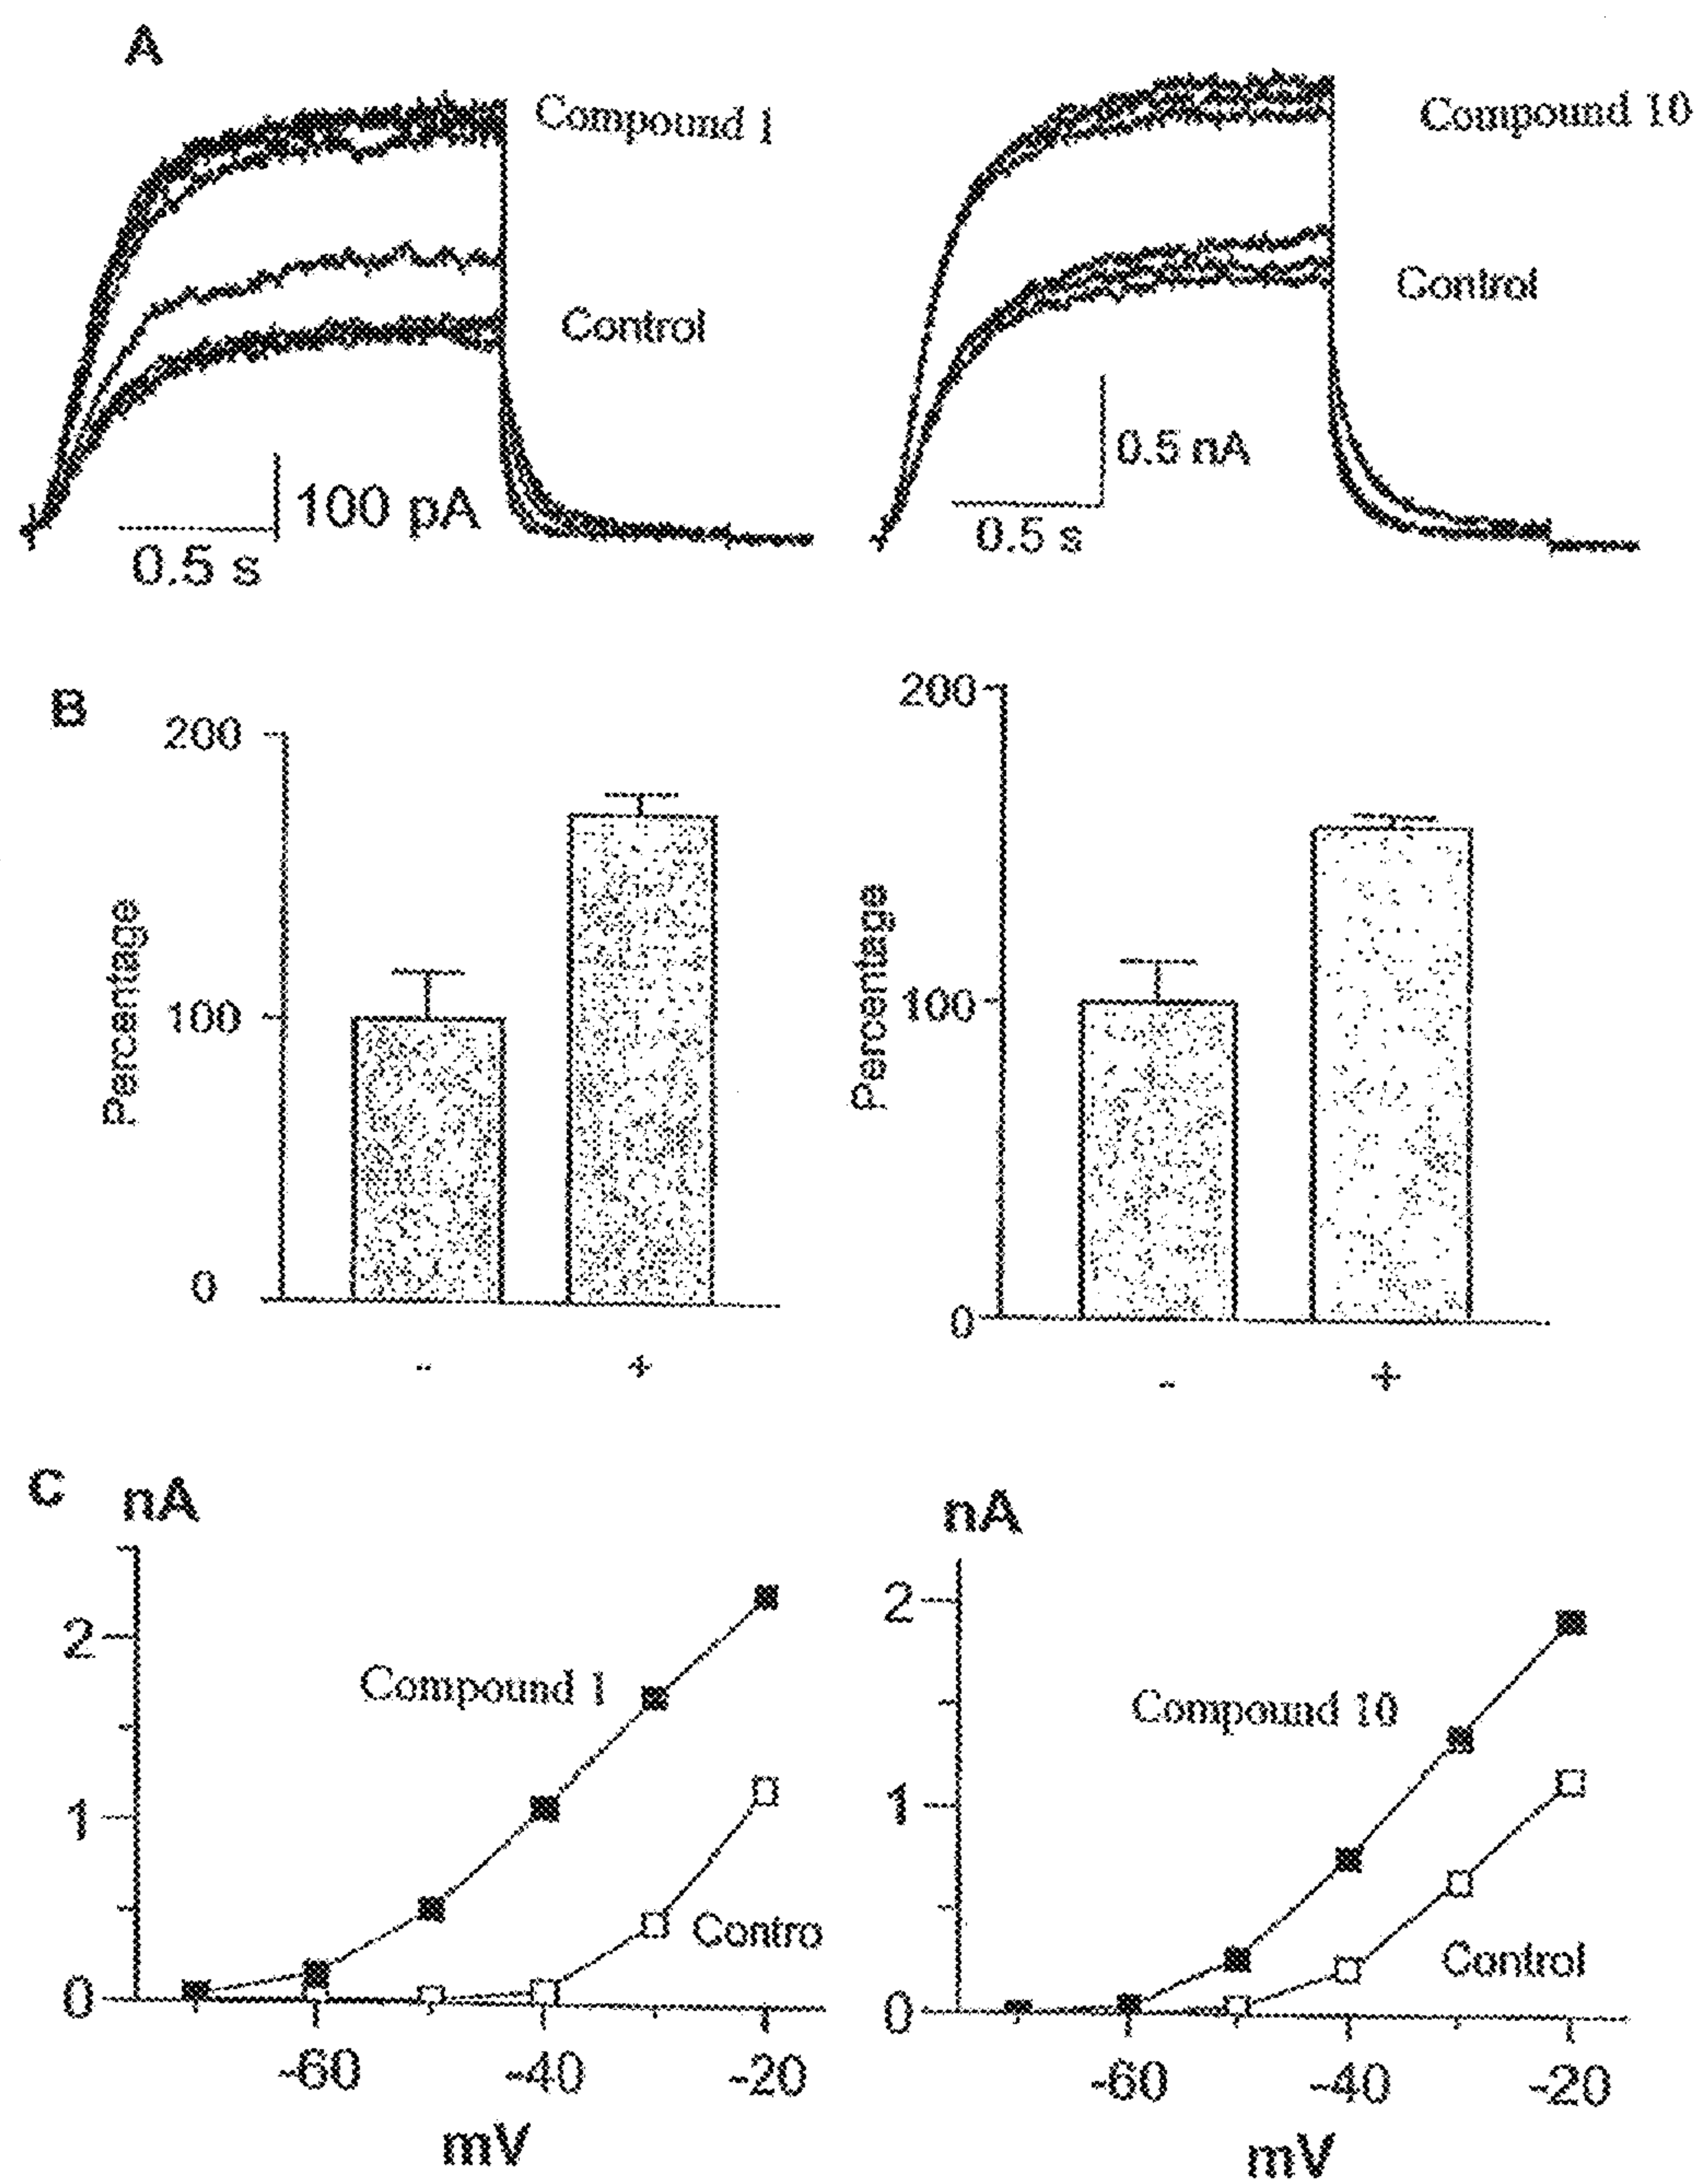 A
Compound 1
Control
100 pA
0.5 s
Compound 10
Control
0.5 nA
0.5 s
B
200
100
0
Percentage
-
+
200
100
0
Percentage
-
+
C
nA
2
1
0
Compound 1
Contro
-60
-40
-20
mV
nA
2
1
0
Compound 10
Control
-60
-40
-20
mV